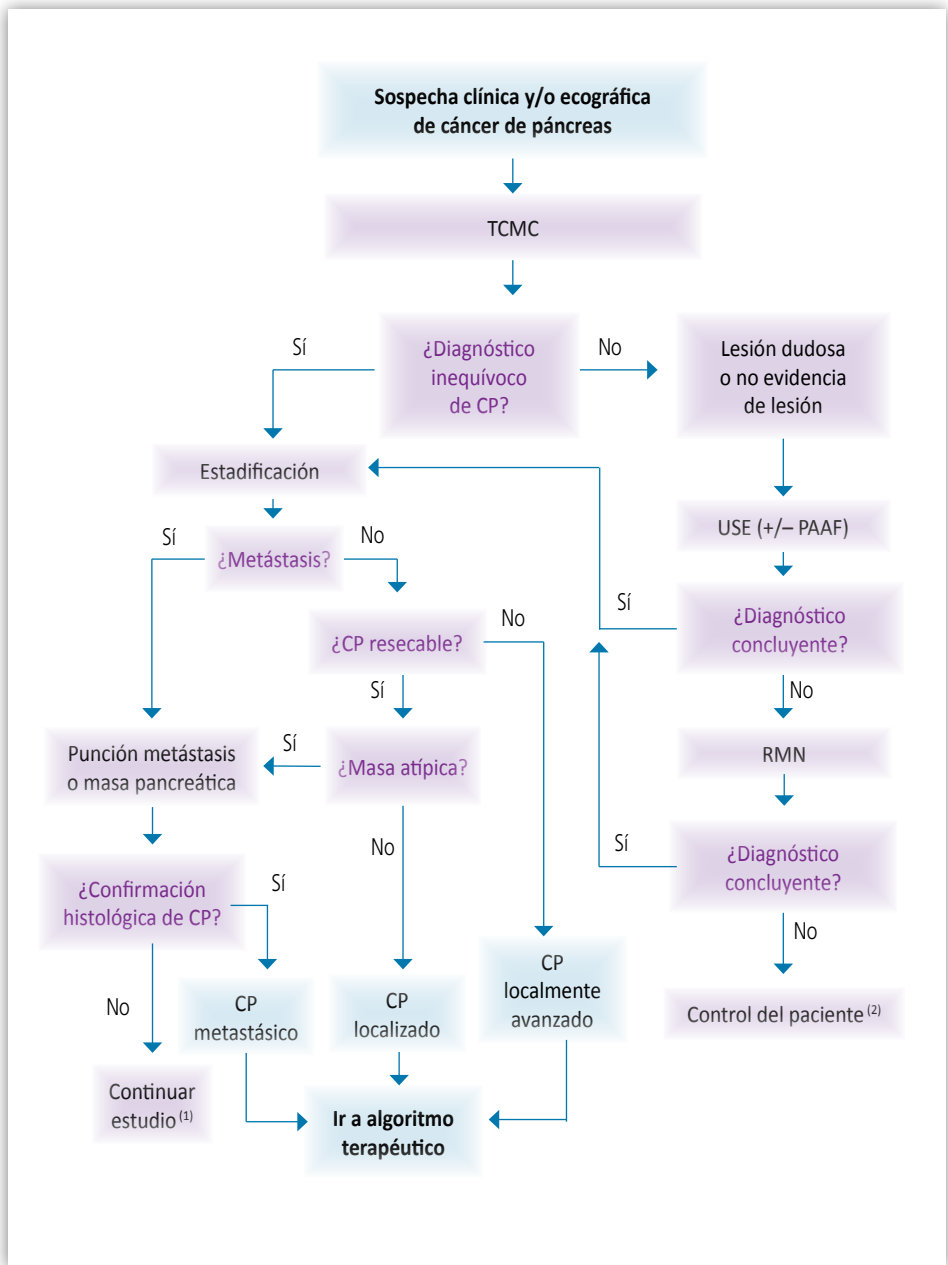 Sospecha clínica y/o ecográfica
de cáncer de páncreas
TCMC
Sí
¿Diagnóstico
inequívoco
de CP?
No
Lesión dudosa
o no evidencia
de lesión
Estadificación
USE (+/– PAAF)
Sí
¿Metástasis?
No
Sí
¿Diagnóstico
concluyente?
¿CP resecable?
No
Sí
No
Punción metástasis
o masa pancreática
Sí
¿Masa atípica?
RMN
No
Sí
¿Diagnóstico
concluyente?
¿Confirmación
histológica de CP?
Sí
No
No
CP
metastásico
CP
localizado
CP
localmente
avanzado
Control del paciente (2)
Continuar
estudio (1)
Ir a algoritmo
terapéutico